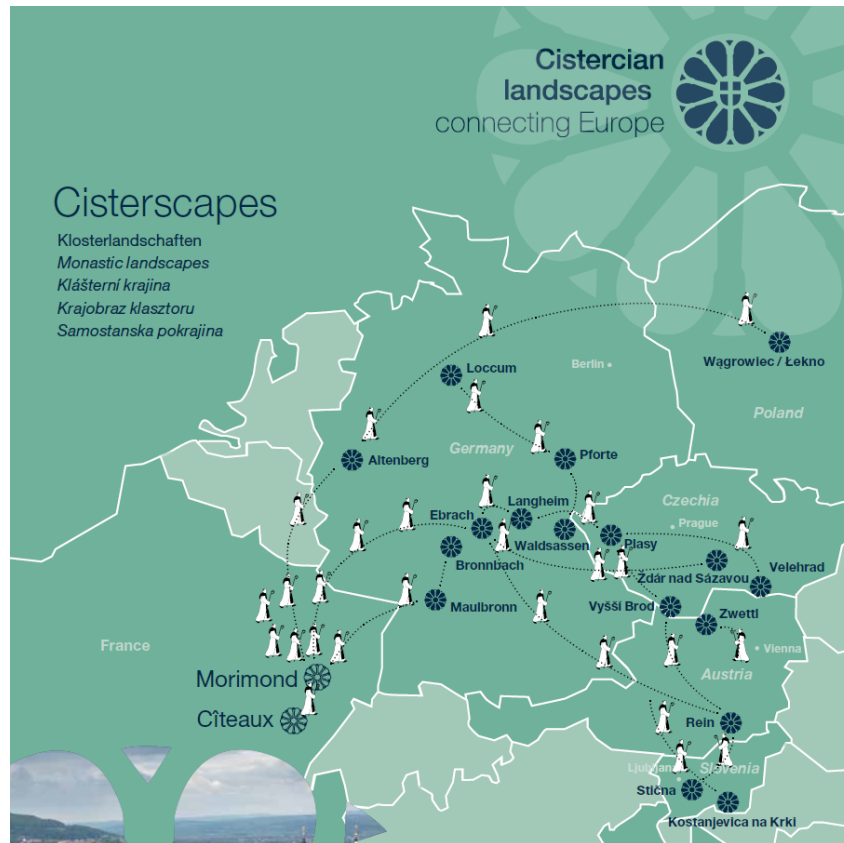 Cistercian
landscapes
connecting Europe
Cisterscapes
Klosterlandschaften
Monastic landscapes
Klášterní krajina
Krajobraz klasztoru
Samostanska pokrajina
Wągrowiec / Łekno
Berlin
Loccum
Poland
Germany
Altenberg
Pforte
Czechia
Langheim
Ebrach
Prague
Waldsassen
Plasy
Bronnbach
Velehrad
Ždár nad Sázavou
Maulbronn
Vyšší Brod
Zwettl
France
Vienna
Morimond
Austria
Cîteaux
Rein
Ljubljana
Slovenia
Stična
Kostanjevica na Krki